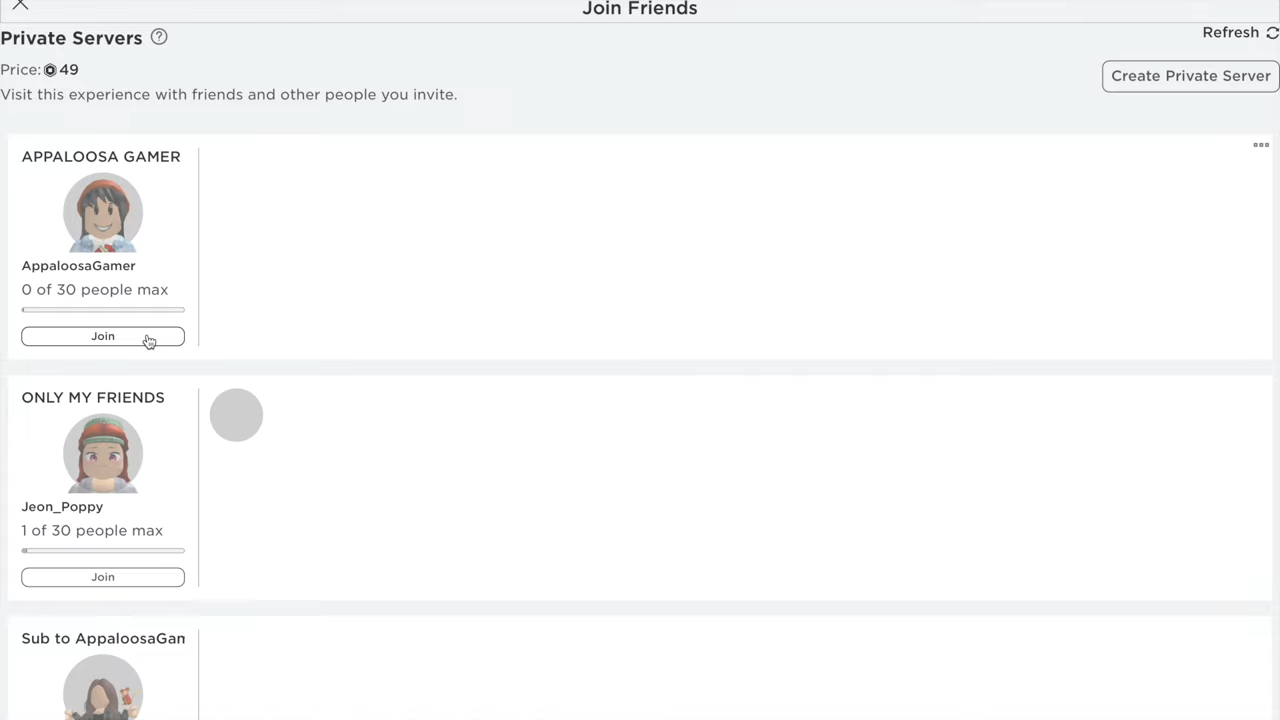 Join Friends
Private Servers ?
Refresh
Price: 49
Create Private Server
Visit this experience with friends and other people you invite.
APPALOOSA GAMER
AppaloosaGamer
0 of 30 people max
Join
ONLY MY FRIENDS
Jeon_Poppy
1 of 30 people max
Join
Sub to AppaloosaGam